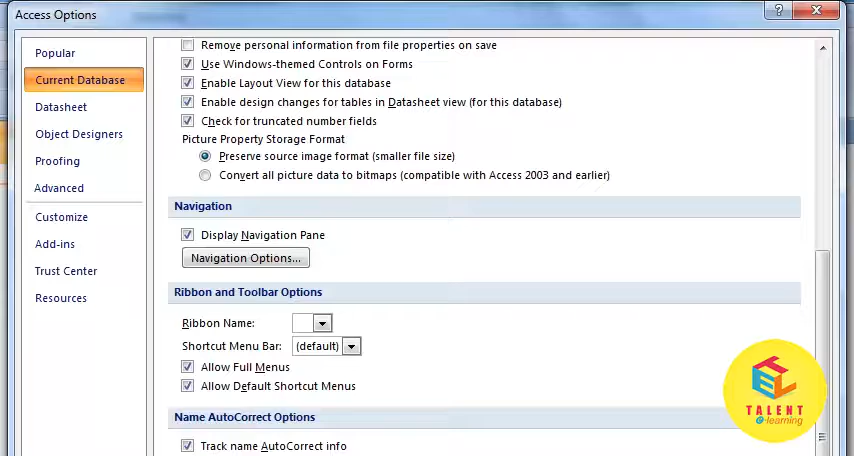 Access Options
Popular
Current Database
Datasheet
Object Designers
Proofing
Advanced
Customize
Add-ins
Trust Center
Resources
Remove personal information from file properties on save
Use Windows-themed Controls on Forms
Enable Layout View for this database
Enable design changes for tables in Datasheet view (for this database)
Check for truncated number fields
Picture Property Storage Format
Preserve source image format (smaller file size)
Convert all picture data to bitmaps (compatible with Access 2003 and earlier)
Navigation
Display Navigation Pane
Navigation Options...
Ribbon and Toolbar Options
Ribbon Name:
Shortcut Menu Bar: (default)
Allow Full Menus
Allow Default Shortcut Menus
Name AutoCorrect Options
Track name AutoCorrect info
TEL
TALENT
e-learning